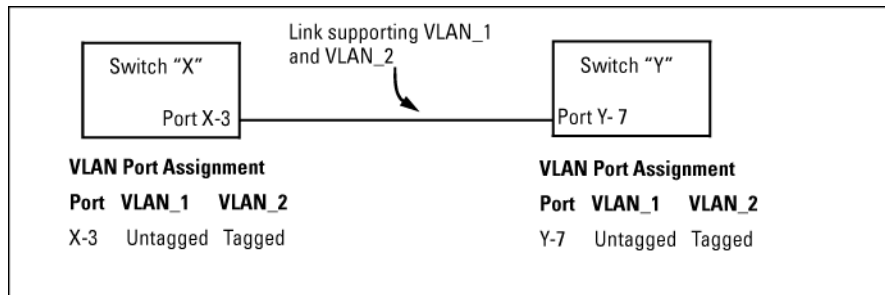 Link supporting VLAN_1
and VLAN_2
Switch “X”
Switch “Y”
Port X-3
Port Y- 7
VLAN Port Assignment
Port VLAN_1 VLAN_2
X-3 Untagged Tagged
VLAN Port Assignment
Port VLAN_1 VLAN_2
Y-7 Untagged Tagged